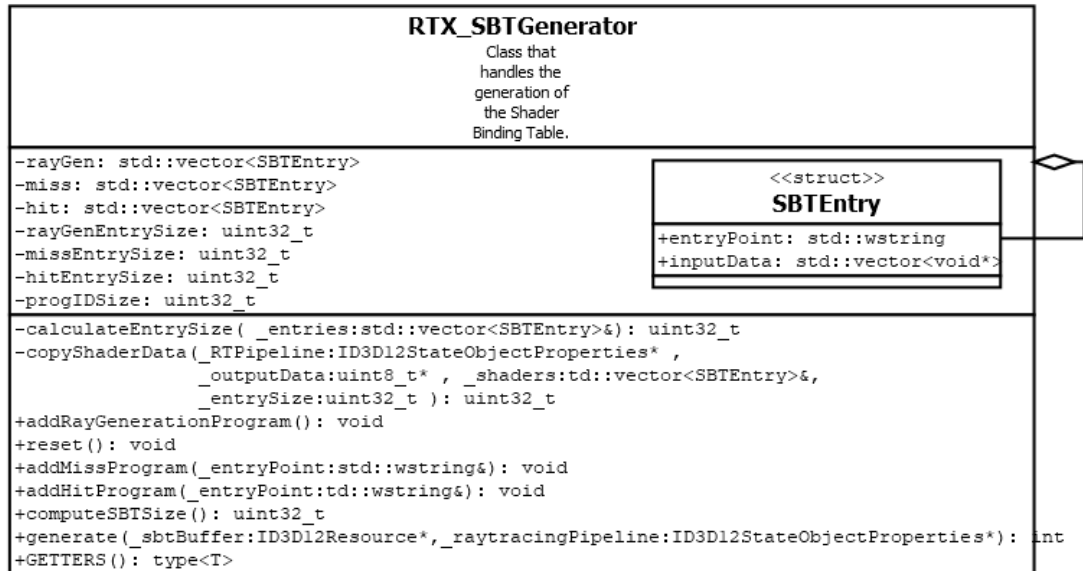 RTX_SBTGenerator
Class that
handles the
generation of
the Shader
Binding Table.
-rayGen: std::vector<SBTEntry>
-miss: std::vector<SBTEntry>
-hit: std::vector<SBTEntry>
-rayGenEntrySize: uint32_t
-missEntrySize: uint32_t
-hitEntrySize: uint32_t
-progIDSize: uint32_t
<<struct>>
SBTEntry
+entryPoint: std::wstring
+inputData: std::vector<void*>
-calculateEntrySize( _entries:std::vector<SBTEntry>&): uint32_t
-copyShaderData(_RTPipeline:ID3D12StateObjectProperties* ,
_outputData:uint8_t* , _shaders:td::vector<SBTEntry>&,
_entrySize:uint32_t ): uint32_t
+addRayGenerationProgram(): void
+reset(): void
+addMissProgram(_entryPoint:std::wstring&): void
+addHitProgram(_entryPoint:td::wstring&): void
+computeSBTSize(): uint32_t
+generate(_sbtBuffer:ID3D12Resource*,_raytracingPipeline:ID3D12StateObjectProperties*): int
+GETTERS(): type<T>